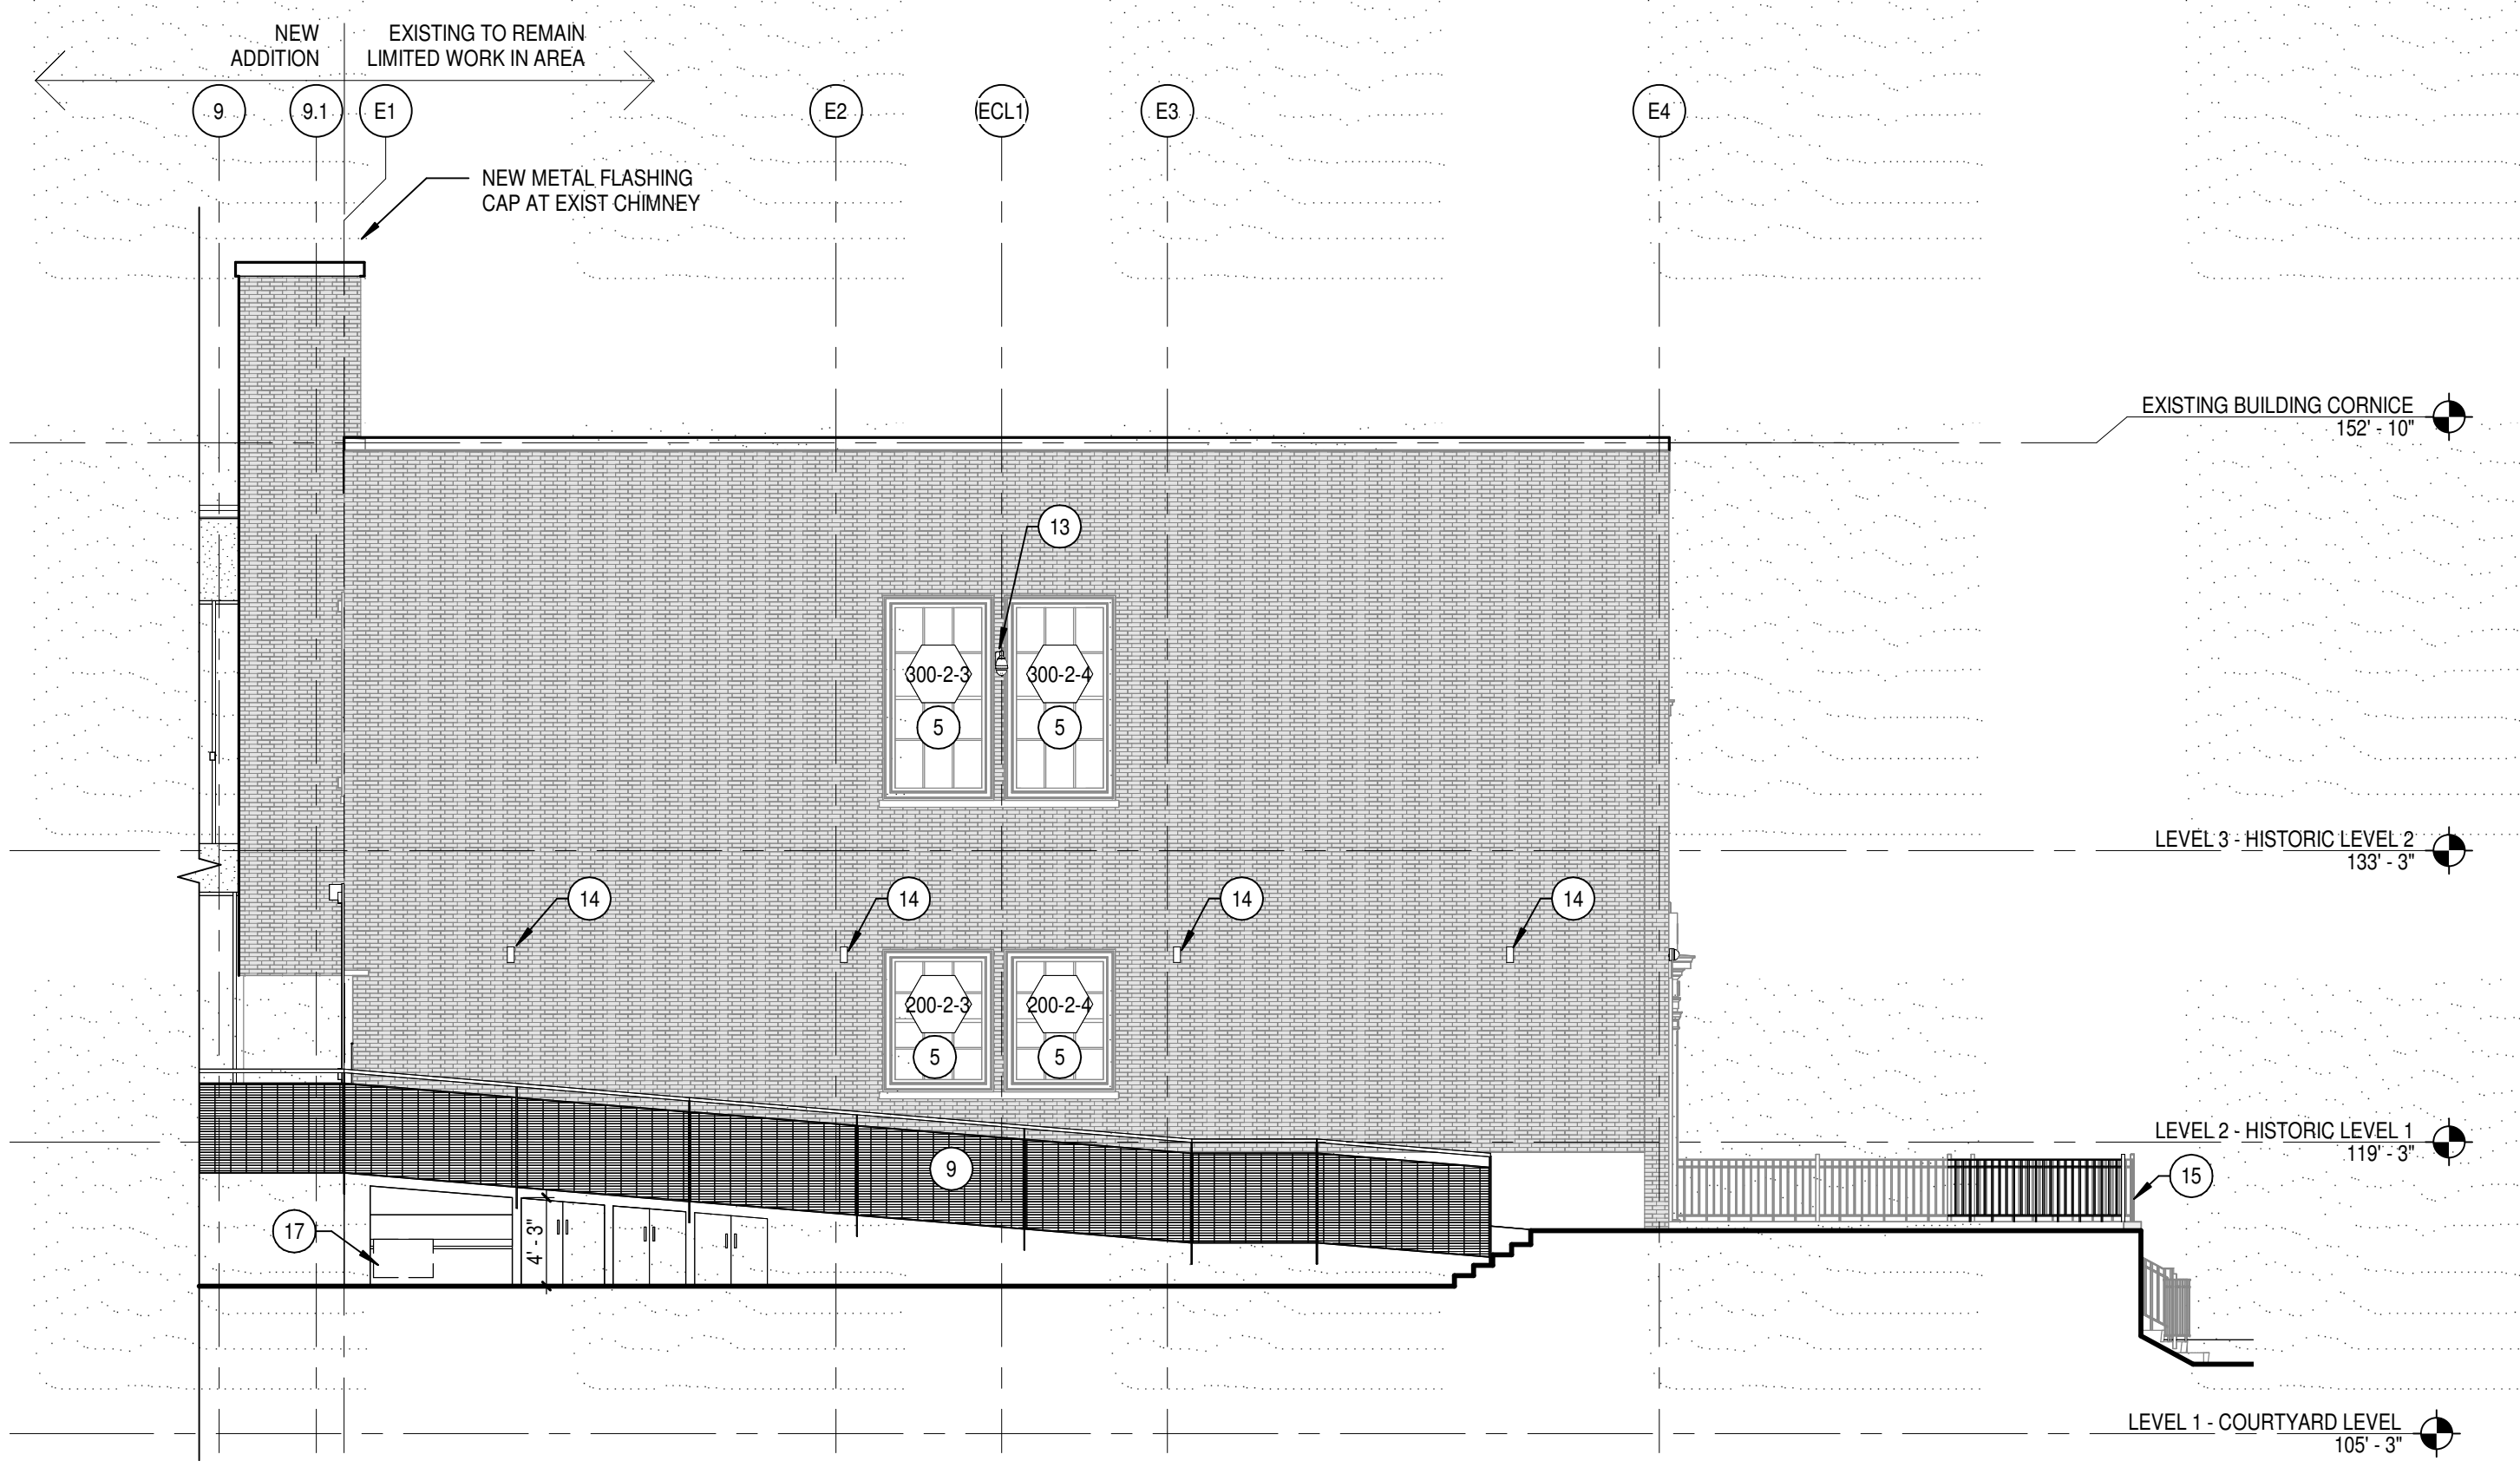 NEW
ADDITION
EXISTING TO REMAIN
LIMITED WORK IN AREA
9
9.1
E1
E2
ECL1
E3
E4
NEW METAL FLASHING
CAP AT EXIST CHIMNEY
EXISTING BUILDING CORNICE
152' - 10"
13
300-2-3
300-2-4
5
5
LEVEL 3 - HISTORIC LEVEL 2
133' - 3"
14
14
14
14
200-2-3
200-2-4
5
5
LEVEL 2 - HISTORIC LEVEL 1
119' - 3"
9
15
17
4' - 3"
LEVEL 1 - COURTYARD LEVEL
105' - 3"